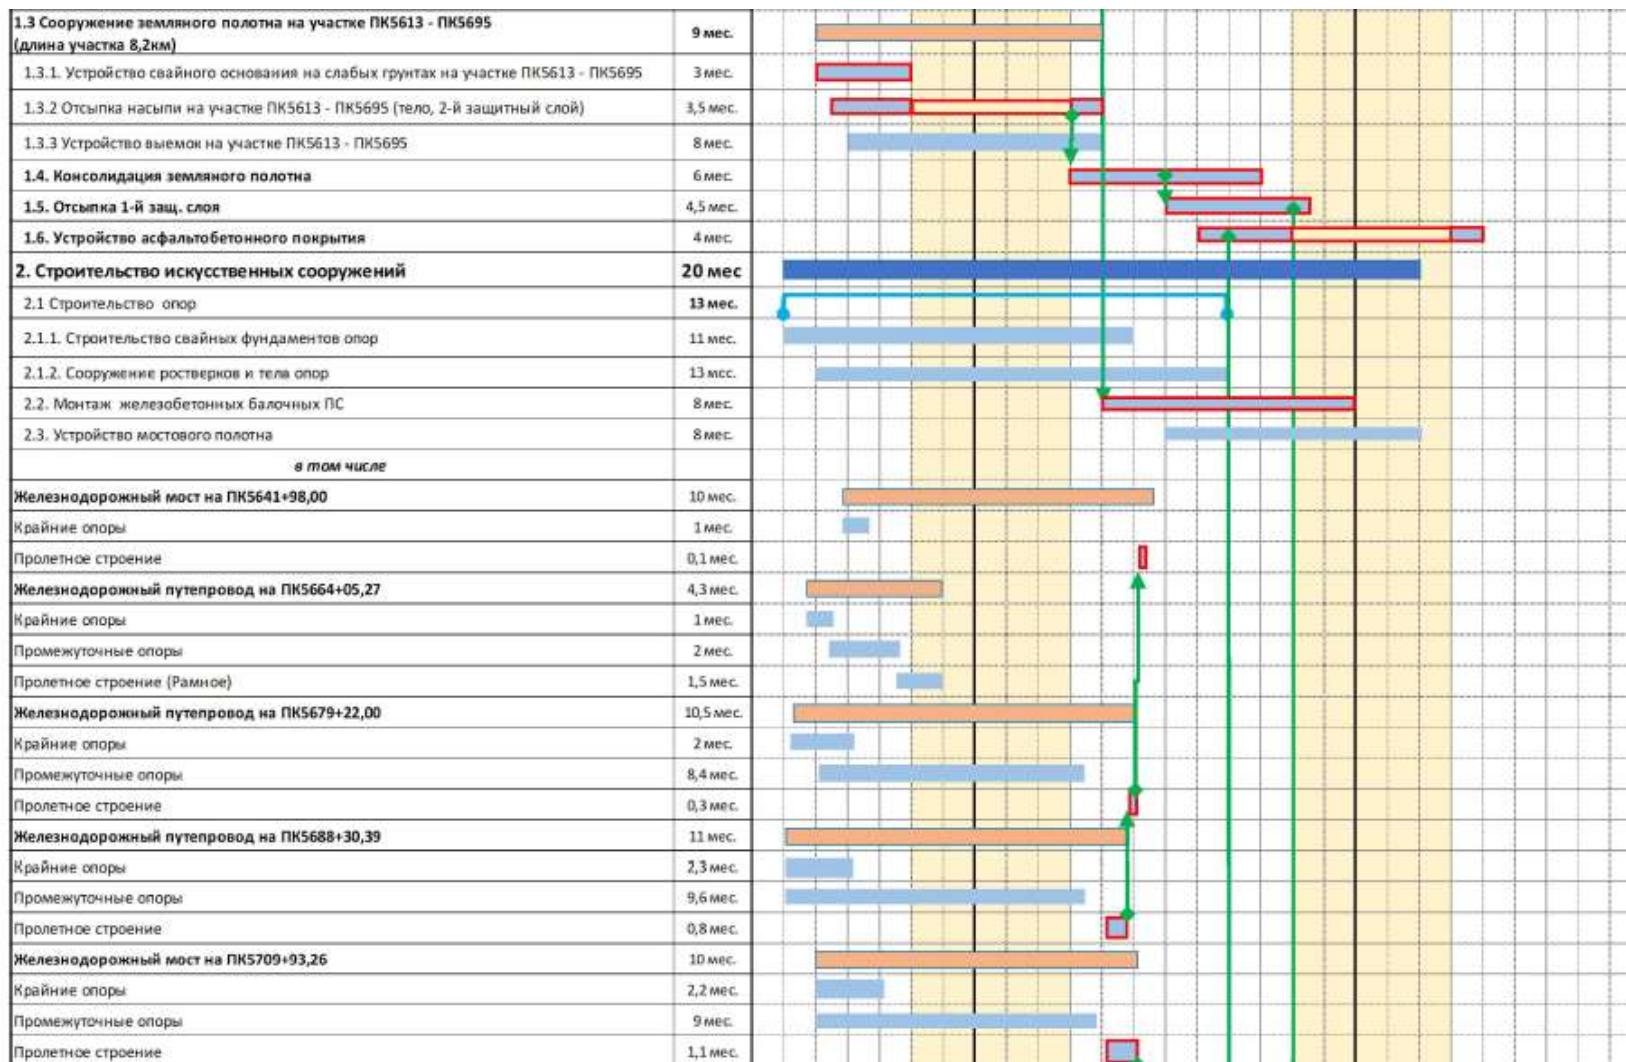 1.3 Сооружение земляного полотна на участке ПК5613 - ПК5695
(длина участка 8,2км)
9 мес.
1.3.1. Устройство свайного основания на слабых грунтах на участке ПК5613 - ПК5695
3 мес.
1.3.2 Отсыпка насыпи на участке ПК5613 - ПК5695 (тело, 2-й защитный слой)
3,5 мес.
1.3.3 Устройство выемок на участке ПК5613 - ПК5695
8 мес.
1.4. Консолидация земляного полотна
6 мес.
1.5. Отсыпка 1-й защ. слоя
4,5 мес.
1.6. Устройство асфальтобетонного покрытия
4 мес.
2. Строительство искусственных сооружений
20 мес
2.1 Строительство опор
13 мес.
2.1.1. Строительство свайных фундаментов опор
11 мес.
2.1.2. Сооружение ростверков и тела опор
13 мес.
2.2. Монтаж железобетонных балочных ПС
8 мес.
2.3. Устройство мостового полотна
8 мес.
в том числе
Железнодорожный мост на ПК5641+98,00
10 мес.
Крайние опоры
1 мес.
Пролетное строение
0,1 мес.
Железнодорожный путепровод на ПК5664+05,27
4,3 мес.
Крайние опоры
1 мес.
Промежуточные опоры
2 мес.
Пролетное строение (Рамное)
1,5 мес.
Железнодорожный путепровод на ПК5679+22,00
10,5 мес.
Крайние опоры
2 мес.
Промежуточные опоры
8,4 мес.
Пролетное строение
0,3 мес.
Железнодорожный путепровод на ПК5688+30,39
11 мес.
Крайние опоры
2,3 мес.
Промежуточные опоры
9,6 мес.
Пролетное строение
0,8 мес.
Железнодорожный мост на ПК5709+93,26
10 мес.
Крайние опоры
2,2 мес.
Промежуточные опоры
9 мес.
Пролетное строение
1,1 мес.